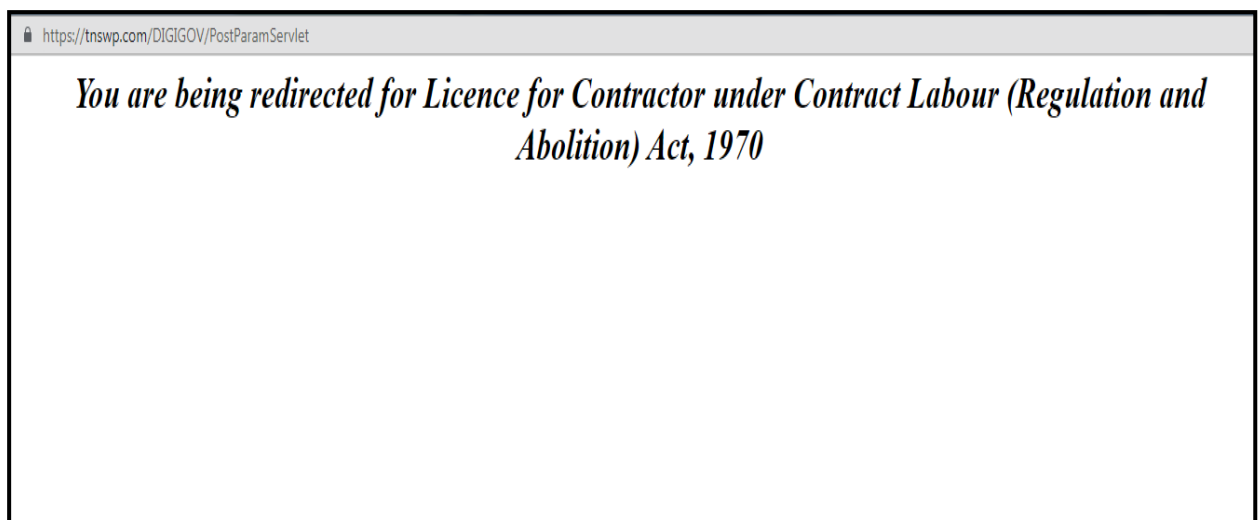 https://tnswp.com/DIGIGOV/PostParamServlet
You are being redirected for Licence for Contractor under Contract Labour (Regulation and
Abolition) Act, 1970